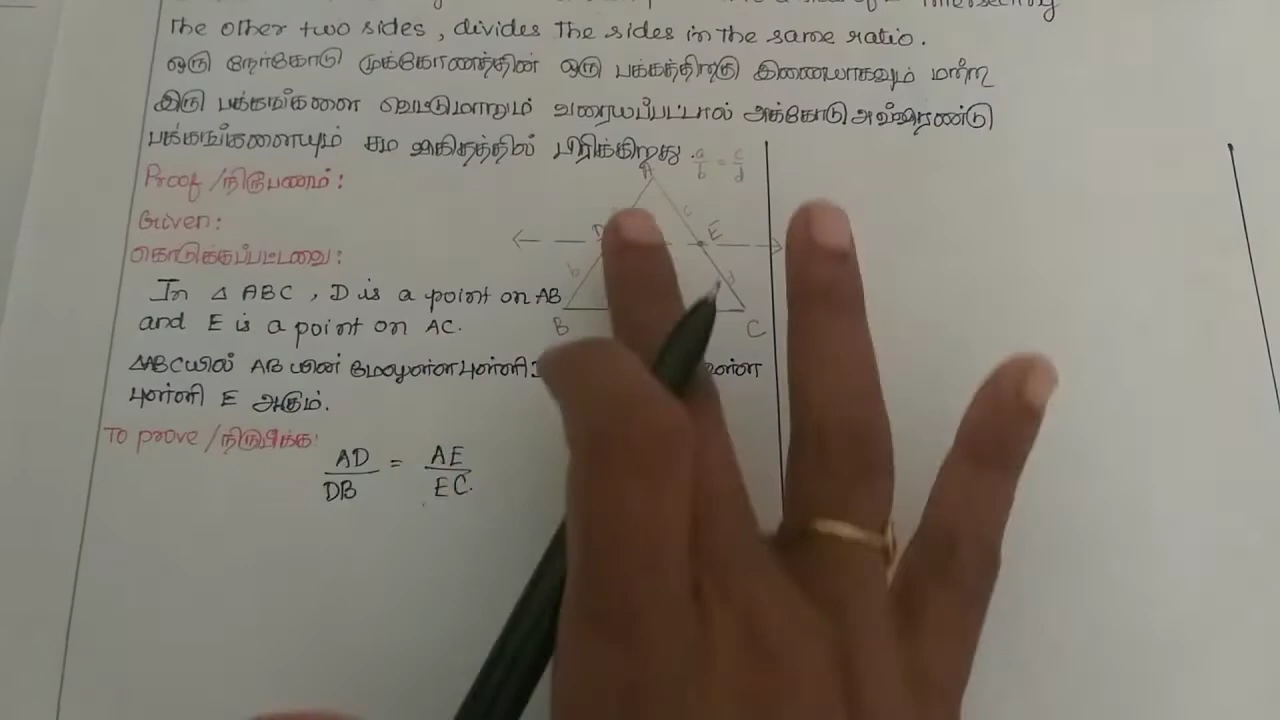 intersecting
The other two sides, divides The sides in the same ratio.
ஒரு நேர்கோடு முக்கோணத்தின் ஒரு பக்கத்திற்கு இணையாகவும் மற்ற
இரு பக்கங்களை வெட்டுமாறும் வரையப்பட்டால் அக்கோடு அவ்விரண்டு
பக்கங்களையும் சம விகிதத்தில் பிரிக்கிறது.
a/b = c/d
Proof / நிரூபணம் :
A
c
Given:
D
E
கொடுக்கப்பட்டவை :
b
d
In Δ ABC , D is a point on AB
B
C
and E is a point on AC.
ΔABC யில் AB யின் மேலுள்ள புள்ளி
புள்ளி E ஆகும்.
To prove / நிரூபிக்க:
AD/DB = AE/EC.